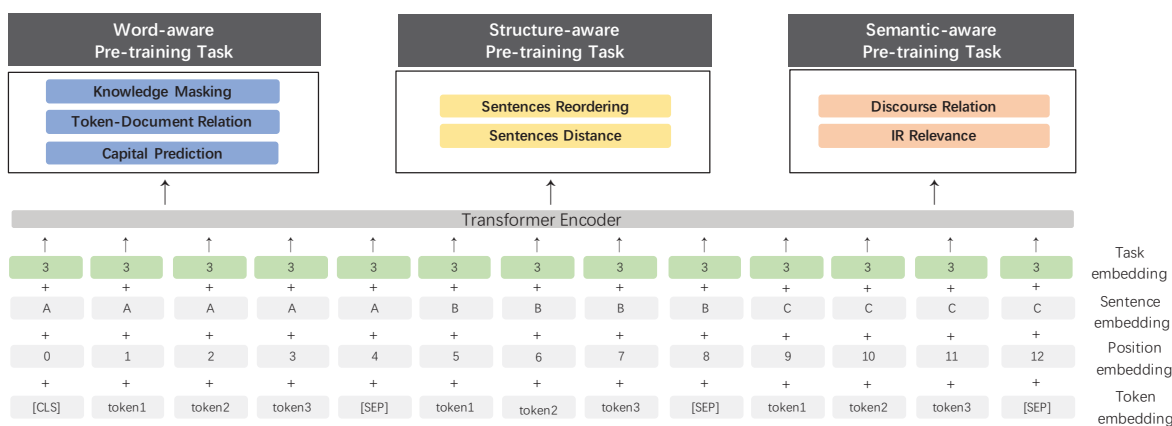 Word-aware
Pre-training Task
Structure-aware
Pre-training Task
Semantic-aware
Pre-training Task
Knowledge Masking
Token-Document Relation
Capital Prediction
Sentences Reordering
Sentences Distance
Discourse Relation
IR Relevance
Transformer Encoder
3 3 3 3 3 3 3 3 3 3 3 3 3
Task
embedding
+ + + + + + + + + + + + +
A A A A A B B B B C C C C
Sentence
embedding
+ + + + + + + + + + + + +
0 1 2 3 4 5 6 7 8 9 10 11 12
Position
embedding
+ + + + + + + + + + + + +
[CLS] token1 token2 token3 [SEP] token1 token2 token3 [SEP] token1 token2 token3 [SEP]
Token
embedding